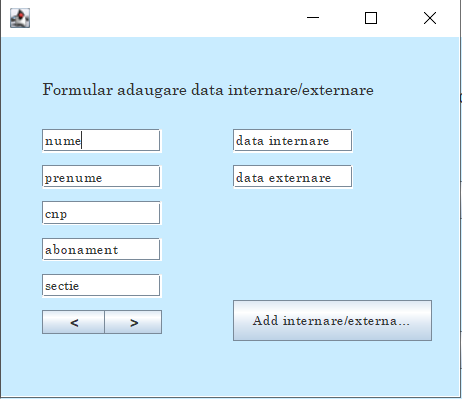 Formular adaugare data internare/externare
nume
data internare
prenume
data externare
cnp
abonament
sectie
< >
Add internare/externa...